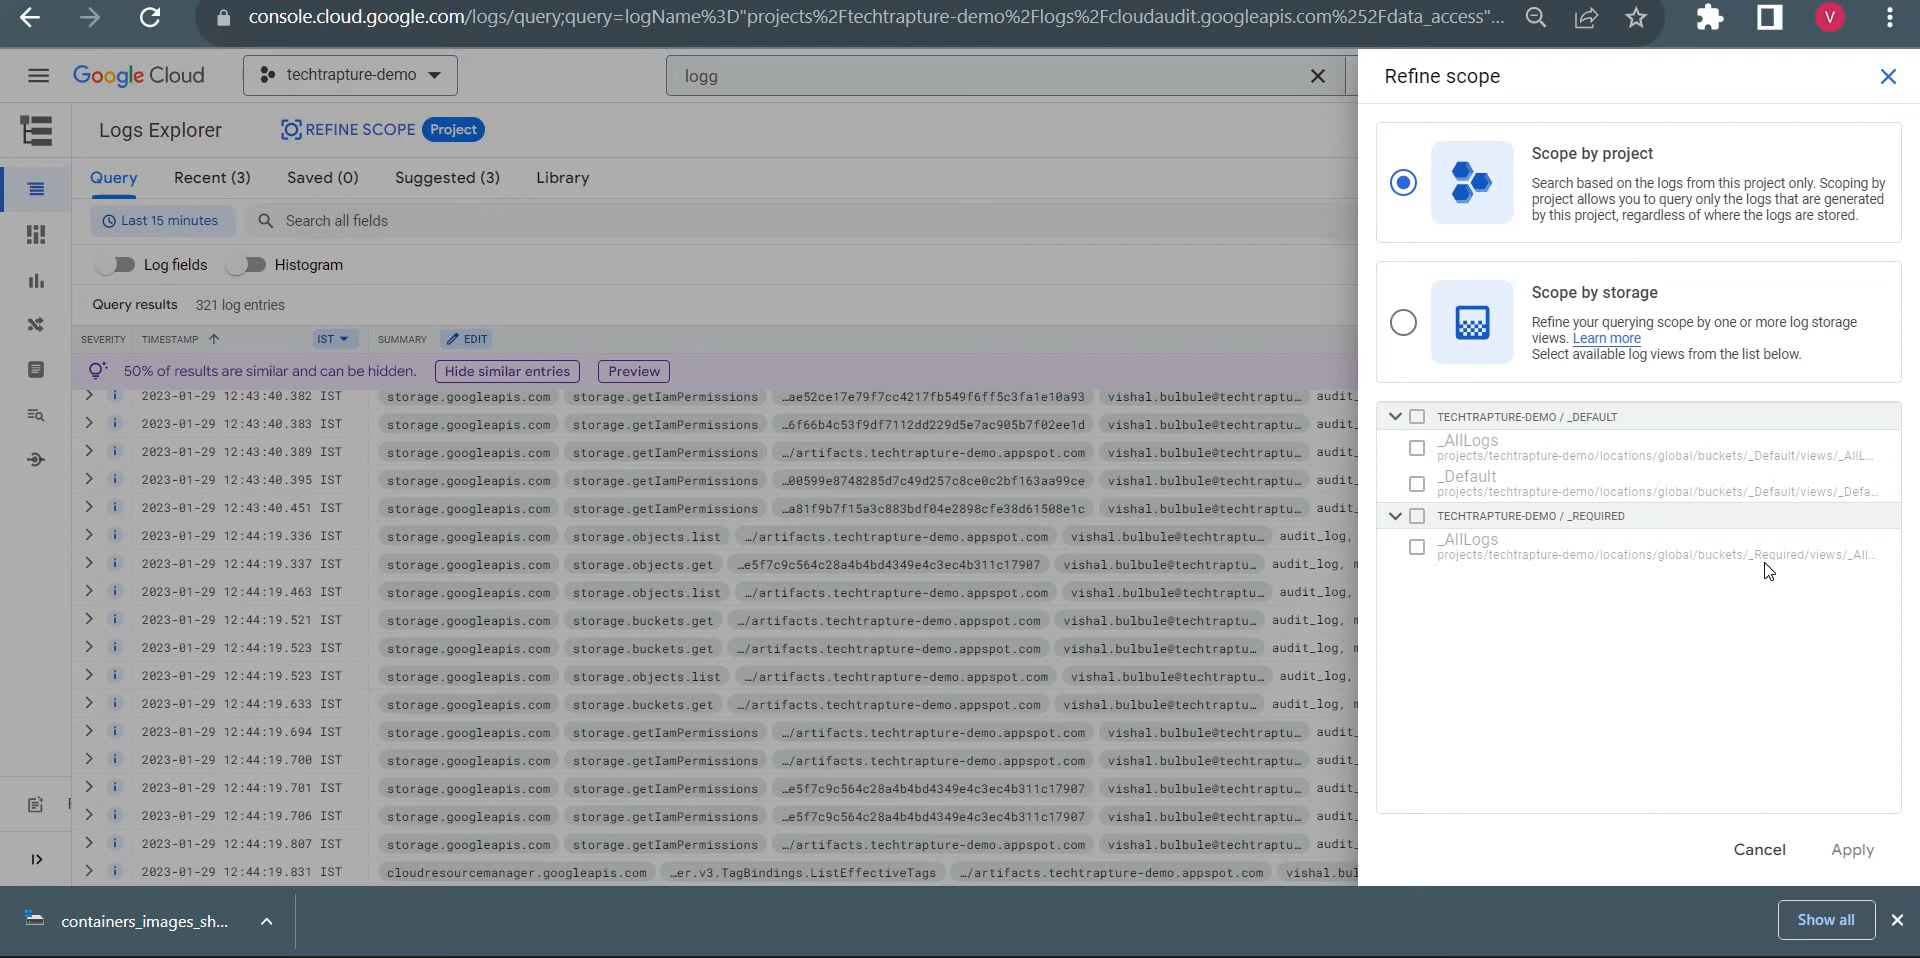 console.cloud.google.com/logs/query;query=logName%3D"projects%2Ftechtrapture-demo%2Flogs%2Fcloudaudit.googleapis.com%252Fdata_access"...
V
Google Cloud
techtrapture-demo
logg
Logs Explorer
REFINE SCOPE
Project
Query
Recent (3)
Saved (0)
Suggested (3)
Library
Last 15 minutes
Search all fields
Log fields
Histogram
Query results
321 log entries
SEVERITY TIMESTAMP IST SUMMARY EDIT
50% of results are similar and can be hidden. Hide similar entries Preview
2023-01-29 12:43:40.382 IST storage.googleapis.com storage.getIamPermissions …ae52ce17e79f7cc4217fb549f6ff5c3fa1e10a93 vishal.bulbule@techtraptu… audit_
2023-01-29 12:43:40.383 IST storage.googleapis.com storage.getIamPermissions …6f66b4c53f9df7112dd229d5e7ac905b7f02ee1d vishal.bulbule@techtraptu… audit_
2023-01-29 12:43:40.389 IST storage.googleapis.com storage.getIamPermissions …/artifacts.techtrapture-demo.appspot.com vishal.bulbule@techtraptu… audit_
2023-01-29 12:43:40.395 IST storage.googleapis.com storage.getIamPermissions …00599e8748285d7c49d257c8ce0c2bf163aa99ce vishal.bulbule@techtraptu… audit_
2023-01-29 12:43:40.451 IST storage.googleapis.com storage.getIamPermissions …a81f9b7f15a3c883bdf04e2898cfe38d61508e1c vishal.bulbule@techtraptu… audit_
2023-01-29 12:44:19.336 IST storage.googleapis.com storage.objects.list …/artifacts.techtrapture-demo.appspot.com vishal.bulbule@techtraptu… audit_log, m
2023-01-29 12:44:19.337 IST storage.googleapis.com storage.objects.get …e5f7c9c564c28a4b4bd4349e4c3ec4b311c17907 vishal.bulbule@techtraptu… audit_log, m
2023-01-29 12:44:19.463 IST storage.googleapis.com storage.objects.list …/artifacts.techtrapture-demo.appspot.com vishal.bulbule@techtraptu… audit_log,
2023-01-29 12:44:19.521 IST storage.googleapis.com storage.buckets.get …/artifacts.techtrapture-demo.appspot.com vishal.bulbule@techtraptu… audit_log, m
2023-01-29 12:44:19.523 IST storage.googleapis.com storage.buckets.get …/artifacts.techtrapture-demo.appspot.com vishal.bulbule@techtraptu… audit_log, m
2023-01-29 12:44:19.523 IST storage.googleapis.com storage.objects.list …/artifacts.techtrapture-demo.appspot.com vishal.bulbule@techtraptu… audit_log,
2023-01-29 12:44:19.633 IST storage.googleapis.com storage.buckets.get …/artifacts.techtrapture-demo.appspot.com vishal.bulbule@techtraptu… audit_log, m
2023-01-29 12:44:19.694 IST storage.googleapis.com storage.getIamPermissions …/artifacts.techtrapture-demo.appspot.com vishal.bulbule@techtraptu… audit_
2023-01-29 12:44:19.700 IST storage.googleapis.com storage.getIamPermissions …/artifacts.techtrapture-demo.appspot.com vishal.bulbule@techtraptu… audit_
2023-01-29 12:44:19.701 IST storage.googleapis.com storage.getIamPermissions …e5f7c9c564c28a4b4bd4349e4c3ec4b311c17907 vishal.bulbule@techtraptu… audit_
2023-01-29 12:44:19.706 IST storage.googleapis.com storage.getIamPermissions …e5f7c9c564c28a4b4bd4349e4c3ec4b311c17907 vishal.bulbule@techtraptu… audit_
2023-01-29 12:44:19.807 IST storage.googleapis.com storage.getIamPermissions …/artifacts.techtrapture-demo.appspot.com vishal.bulbule@techtraptu… audit_
2023-01-29 12:44:19.831 IST cloudresourcemanager.googleapis.com …er.v3.TagBindings.ListEffectiveTags …/artifacts.techtrapture-demo.appspot.com vishal.bul
Refine scope
Scope by project
Search based on the logs from this project only. Scoping by
project allows you to query only the logs that are generated
by this project, regardless of where the logs are stored.
Scope by storage
Refine your querying scope by one or more log storage
views. Learn more
Select available log views from the list below.
TECHTRAPTURE-DEMO / _DEFAULT
_AllLogs
projects/techtrapture-demo/locations/global/buckets/_Default/views/_AllL...
_Default
projects/techtrapture-demo/locations/global/buckets/_Default/views/_Defa...
TECHTRAPTURE-DEMO / _REQUIRED
_AllLogs
projects/techtrapture-demo/locations/global/buckets/_Required/views/_All...
Cancel
Apply
containers_images_sh...
Show all